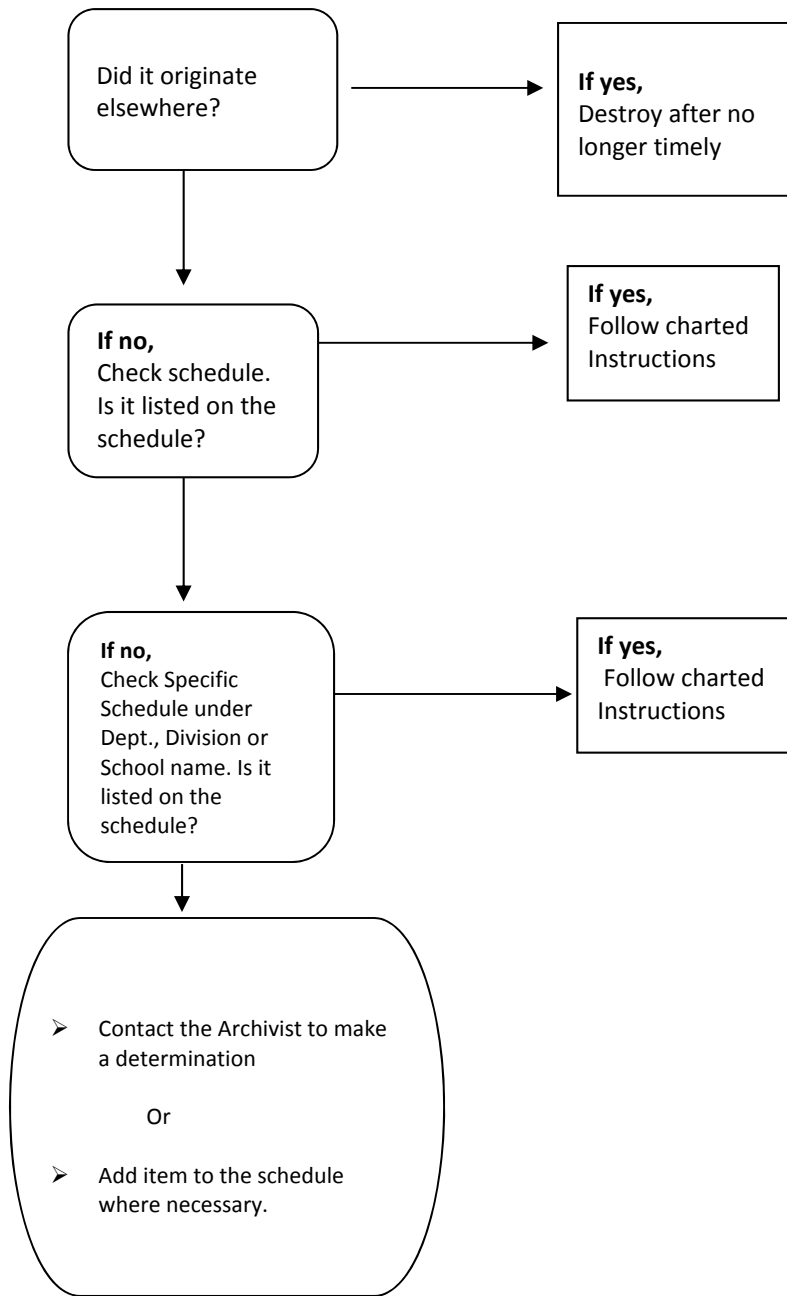 Did it originate
elsewhere?
If yes,
Destroy after no
longer timely
If no,
Check schedule.
Is it listed on the
schedule?
If yes,
Follow charted
Instructions
If no,
Check Specific
Schedule under
Dept., Division or
School name. Is it
listed on the
schedule?
If yes,
Follow charted
Instructions
➢ Contact the Archivist to make
a determination
Or
➢ Add item to the schedule
where necessary.